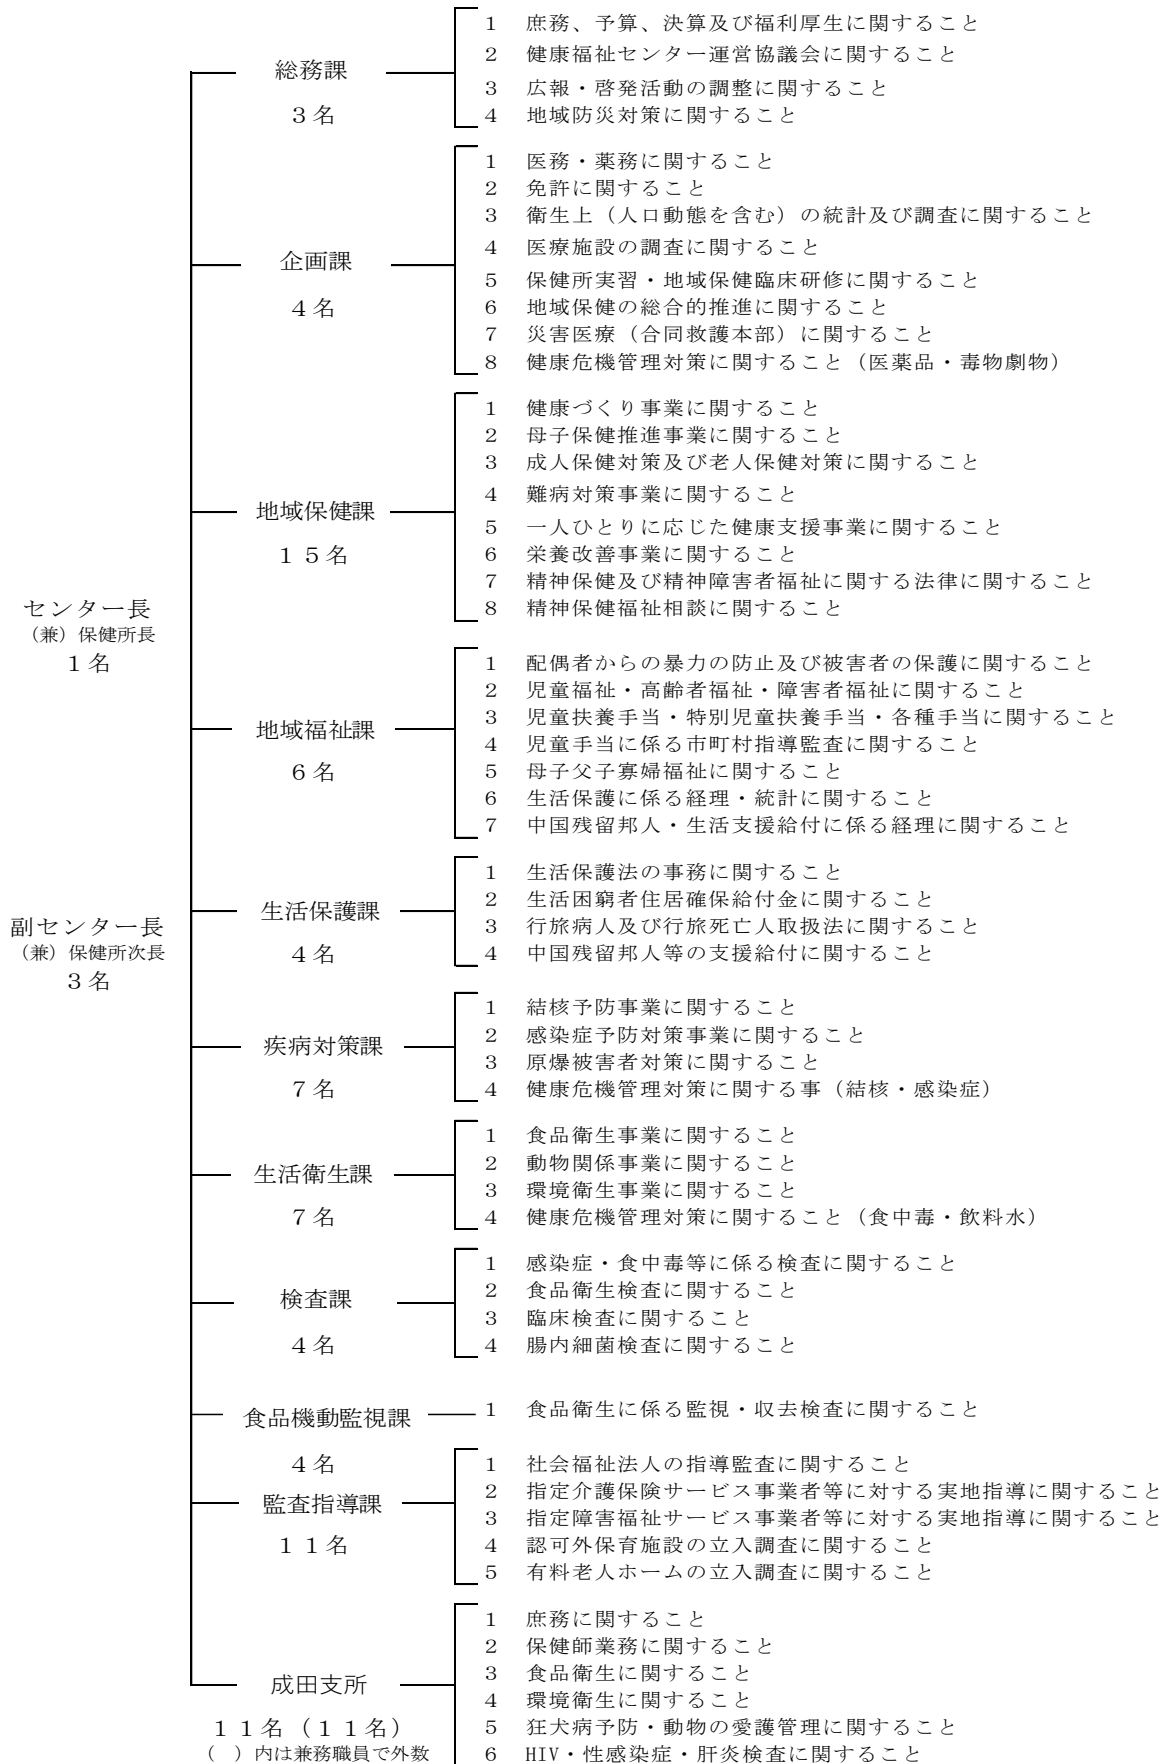 センター長
（兼）保健所長
１名
副センター長
（兼）保健所次長
３名
総務課
３名
1 庶務、予算、決算及び福利厚生に関すること
2 健康福祉センター運営協議会に関すること
3 広報・啓発活動の調整に関すること
4 地域防災対策に関すること
企画課
４名
1 医務・薬務に関すること
2 免許に関すること
3 衛生上（人口動態を含む）の統計及び調査に関すること
4 医療施設の調査に関すること
5 保健所実習・地域保健臨床研修に関すること
6 地域保健の総合的推進に関すること
7 災害医療（合同救護本部）に関すること
8 健康危機管理対策に関すること（医薬品・毒物劇物）
地域保健課
１５名
1 健康づくり事業に関すること
2 母子保健推進事業に関すること
3 成人保健対策及び老人保健対策に関すること
4 難病対策事業に関すること
5 一人ひとりに応じた健康支援事業に関すること
6 栄養改善事業に関すること
7 精神保健及び精神障害者福祉に関する法律に関すること
8 精神保健福祉相談に関すること
地域福祉課
６名
1 配偶者からの暴力の防止及び被害者の保護に関すること
2 児童福祉・高齢者福祉・障害者福祉に関すること
3 児童扶養手当・特別児童扶養手当・各種手当に関すること
4 児童手当に係る市町村指導監査に関すること
5 母子父子寡婦福祉に関すること
6 生活保護に係る経理・統計に関すること
7 中国残留邦人・生活支援給付に係る経理に関すること
生活保護課
４名
1 生活保護法の事務に関すること
2 生活困窮者住居確保給付金に関すること
3 行旅病人及び行旅死亡人取扱法に関すること
4 中国残留邦人等の支援給付に関すること
疾病対策課
７名
1 結核予防事業に関すること
2 感染症予防対策事業に関すること
3 原爆被害者対策に関すること
4 健康危機管理対策に関する事（結核・感染症）
生活衛生課
７名
1 食品衛生事業に関すること
2 動物関係事業に関すること
3 環境衛生事業に関すること
4 健康危機管理対策に関すること（食中毒・飲料水）
検査課
４名
1 感染症・食中毒等に係る検査に関すること
2 食品衛生検査に関すること
3 臨床検査に関すること
4 腸内細菌検査に関すること
食品機動監視課
４名
1 食品衛生に係る監視・収去検査に関すること
監査指導課
１１名
1 社会福祉法人の指導監査に関すること
2 指定介護保険サービス事業者等に対する実地指導に関すること
3 指定障害福祉サービス事業者等に対する実地指導に関すること
4 認可外保育施設の立入調査に関すること
5 有料老人ホームの立入調査に関すること
成田支所
１１名（１１名）
（　）内は兼務職員で外数
1 庶務に関すること
2 保健師業務に関すること
3 食品衛生に関すること
4 環境衛生に関すること
5 狂犬病予防・動物の愛護管理に関すること
6 HIV・性感染症・肝炎検査に関すること